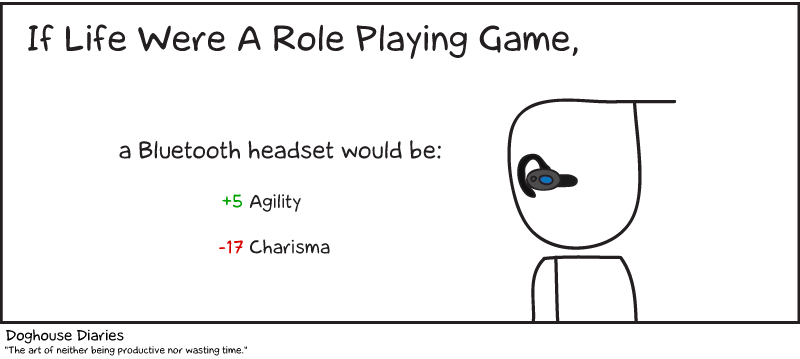 If Life Were A Role Playing Game,
a Bluetooth headset would be:
+5 Agility
-17 Charisma
Doghouse Diaries
"The art of neither being productive nor wasting time."